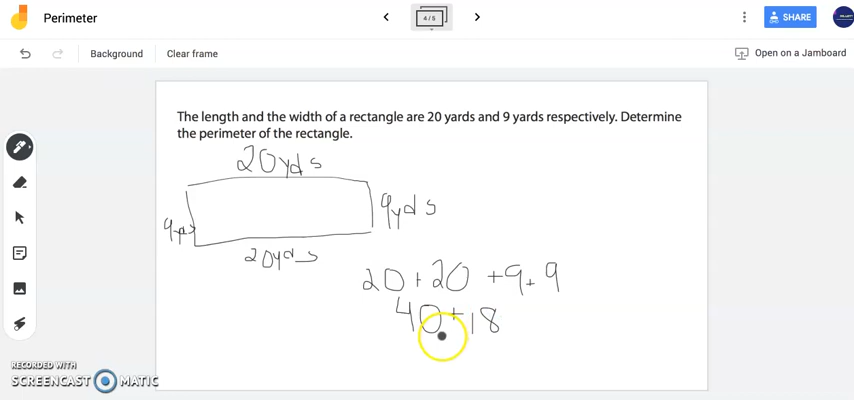 Perimeter
4 / 5
SHARE
Background
Clear frame
Open on a Jamboard
The length and the width of a rectangle are 20 yards and 9 yards respectively. Determine
the perimeter of the rectangle.
20yds
9yds
9yds
20yds
20 + 20 + 9 + 9
40 + 18
RECORDED WITH
SCREENCAST MATIC